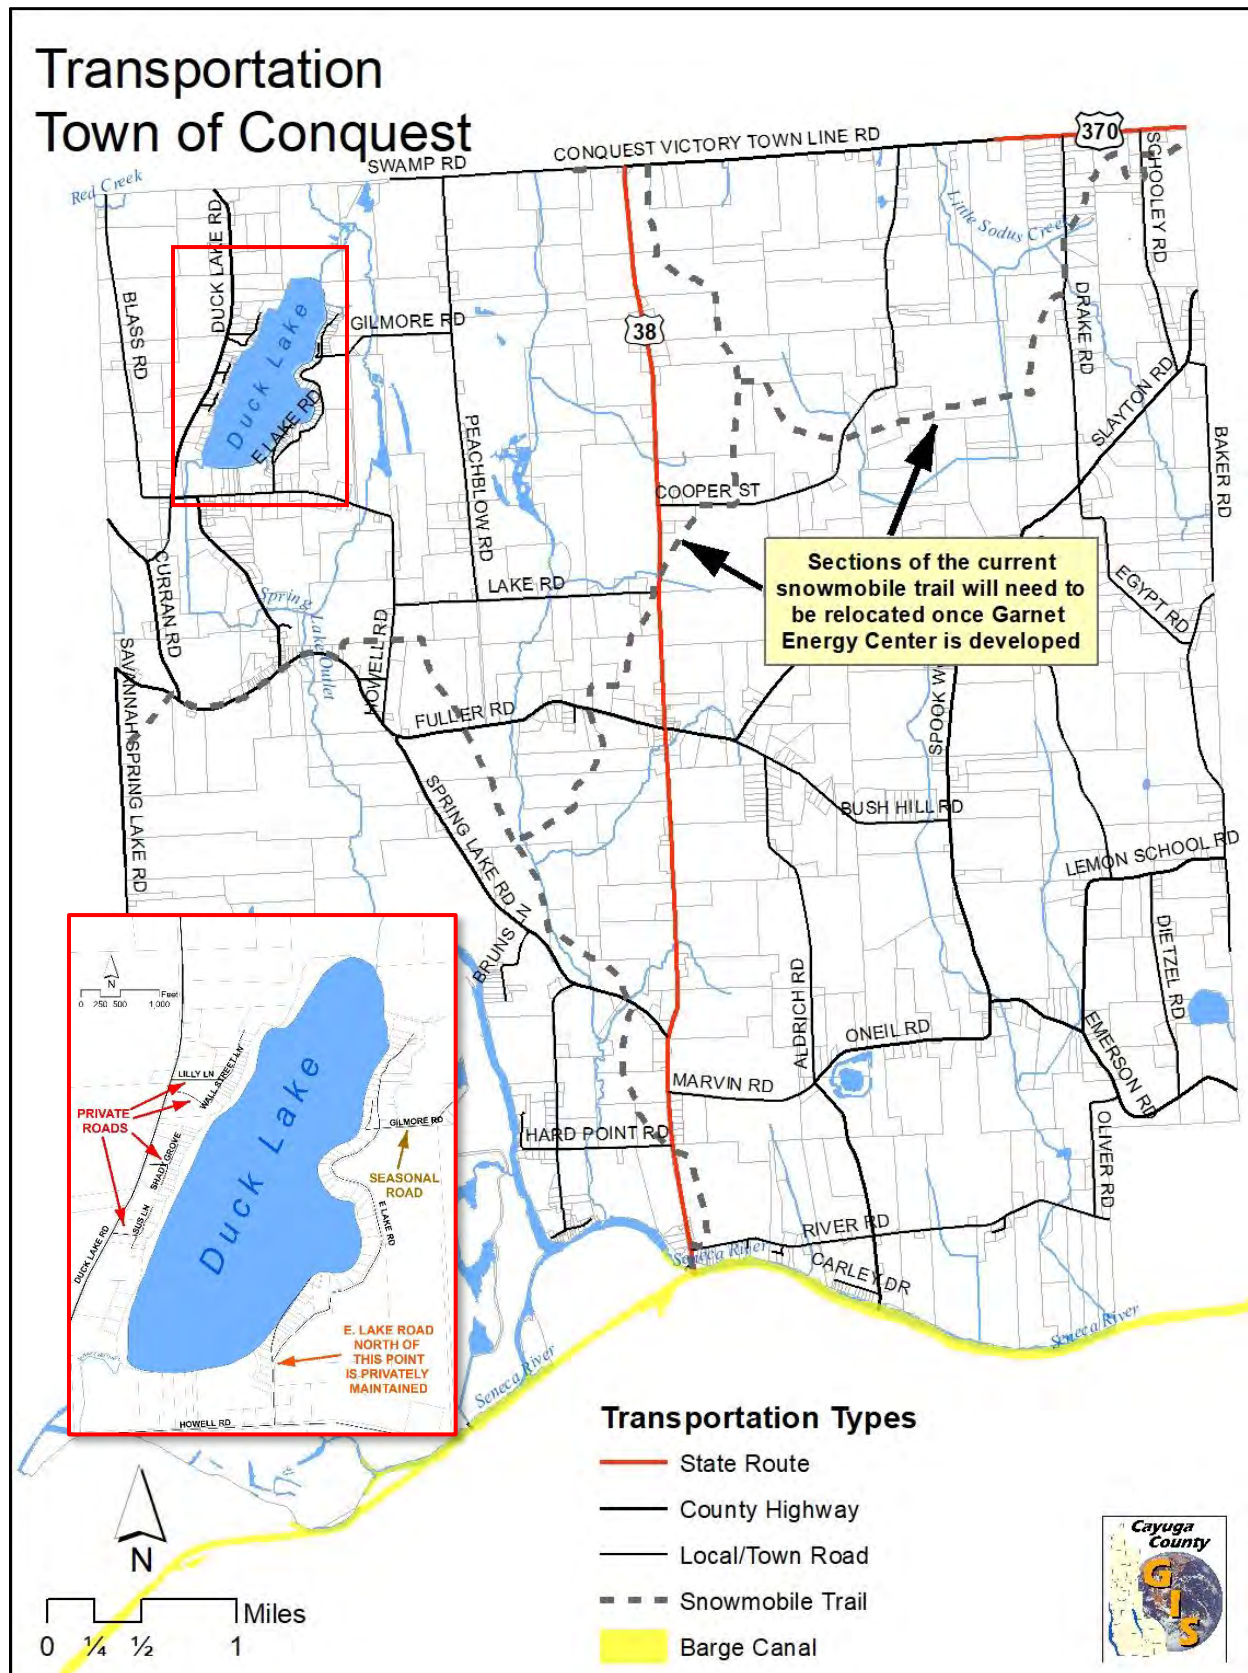 Transportation
Town of Conquest
370
CONQUEST VICTORY TOWN LINE RD
SWAMP RD
SCHOOLEY RD
Red Creek
DUCK LAKE RD
Little Sodus Creek
BLASS RD
Duck Lake
GILMORE RD
38
DRAKE RD
E LAKE RD
SLAYTON RD
PEACHBLOW RD
BAKER RD
COOPER ST
Sections of the current
snowmobile trail will need to
be relocated once Garnet
Energy Center is developed
CURRAN RD
LAKE RD
EGYPT RD
Spring Lake Outlet
HOWELL RD
SAVANNAH SPRING LAKE RD
FULLER RD
SPOOK W
SPRING LAKE RD
BUSH HILL RD
LEMON SCHOOL RD
N
BRUNS
DIETZEL RD
ALDRICH RD
ONEIL RD
EMERSON RD
MARVIN RD
HARD POINT RD
OLIVER RD
RIVER RD
Seneca River
CARLEY DR
Seneca River
Seneca River
N
Feet
0 250 500 1,000
LILLY LN
WALL STREET LN
PRIVATE
ROADS
GILMORE RD
SHADY GROVE
SEASONAL
ROAD
Duck Lake
SUS LN
E LAKE RD
DUCK LAKE RD
E. LAKE ROAD
NORTH OF
THIS POINT
IS PRIVATELY
MAINTAINED
HOWELL RD
Transportation Types
State Route
County Highway
Local/Town Road
Snowmobile Trail
Barge Canal
N
Miles
0 ¼ ½ 1
Cayuga
County
GIS